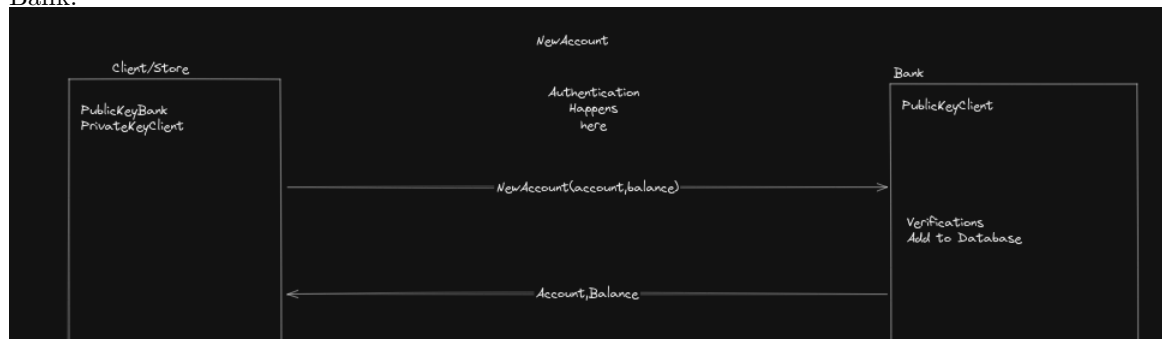 Bank.
NewAccount
Client/Store
Bank
Authentication
Happens
here
PublicKeyBank
PrivateKeyClient
PublicKeyClient
NewAccount(account,balance)
Verifications
Add to Database
Account,Balance